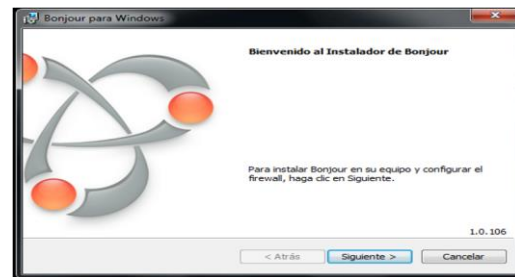 Bonjour para Windows
Bienvenido al Instalador de Bonjour
Para instalar Bonjour en su equipo y configurar el
firewall, haga clic en Siguiente.
1.0.106
< Atrás
Siguiente >
Cancelar